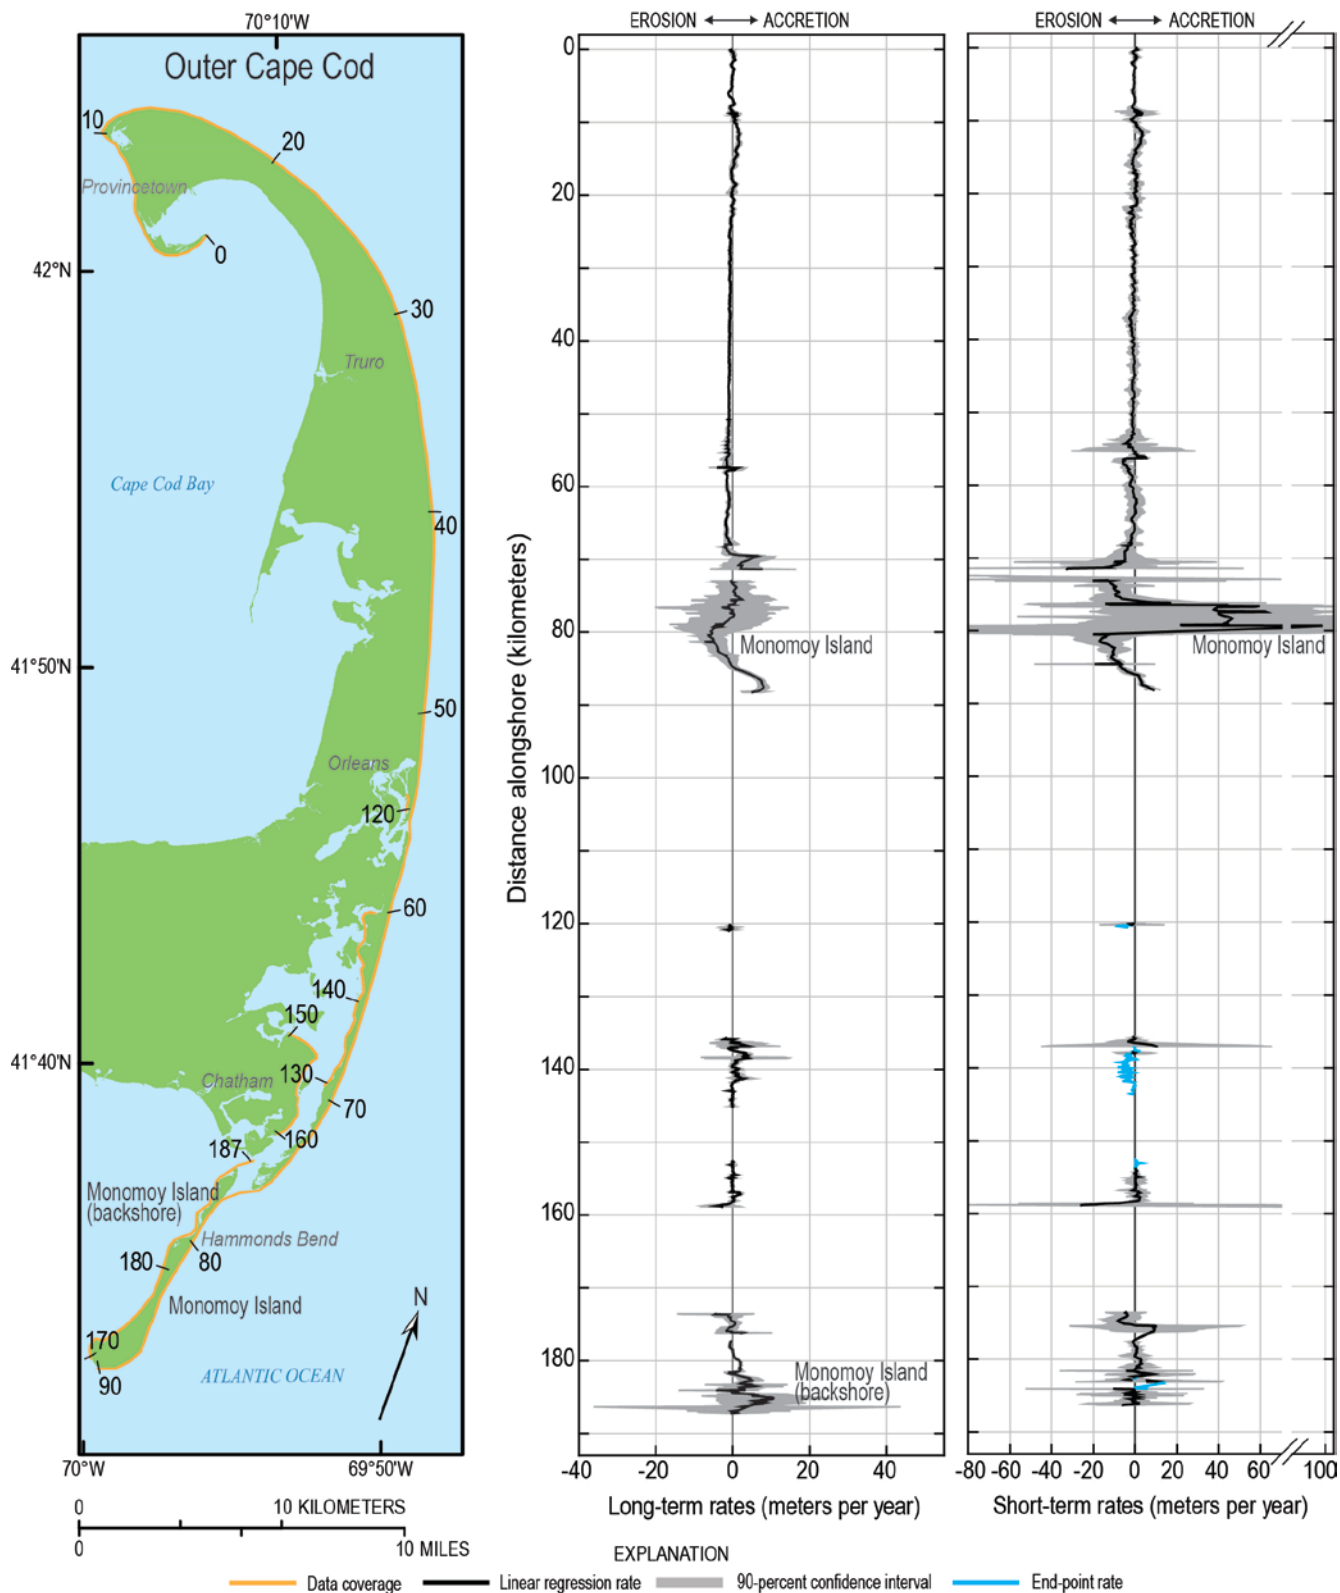 70°10'W
Outer Cape Cod
10
20
Provincetown
0
42°N
30
Truro
Cape Cod Bay
40
41°50'N
50
Orleans
120
60
140
150
41°40'N
Chatham
130
70
160
187
Monomoy Island
(backshore)
Hammonds Bend
180
80
N
Monomoy Island
170
90
ATLANTIC OCEAN
70°W
69°50'W
0
10 KILOMETERS
0
10 MILES
EROSION
ACCRETION
Distance alongshore (kilometers)
0
20
40
60
80
100
120
140
160
180
Monomoy Island
Monomoy Island
(backshore)
-40
-20
0
20
40
Long-term rates (meters per year)
EROSION
ACCRETION
Monomoy Island
-80
-60
-40
-20
0
20
40
60
100
Short-term rates (meters per year)
EXPLANATION
Data coverage
Linear regression rate
90-percent confidence interval
End-point rate